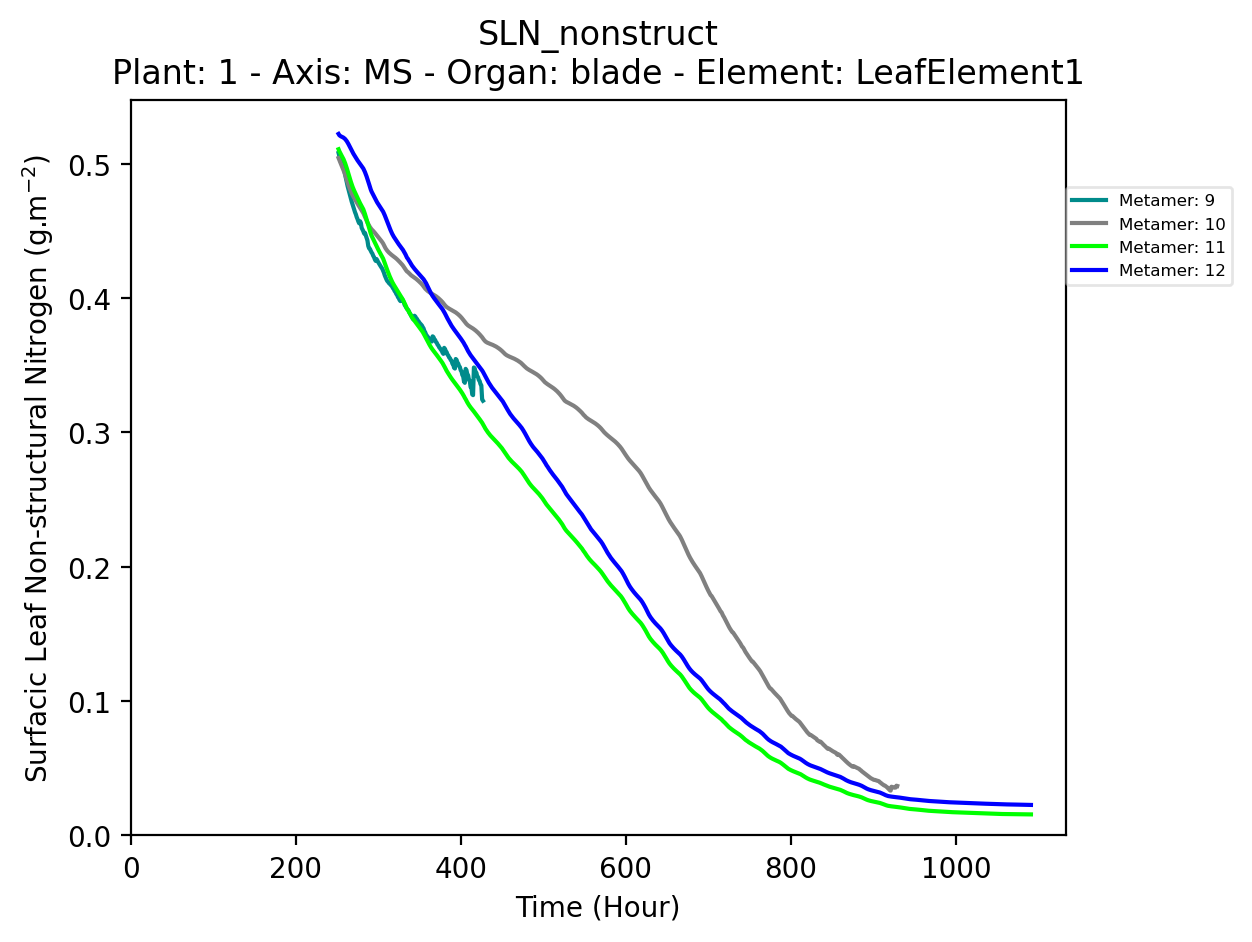 SLN_nonstruct
Plant: 1 - Axis: MS - Organ: blade - Element: LeafElement1
Surfacic Leaf Non-structural Nitrogen (g.m⁻²)
0.5
0.4
0.3
0.2
0.1
0.0
0 200 400 600 800 1000
Time (Hour)
Metamer: 9
Metamer: 10
Metamer: 11
Metamer: 12